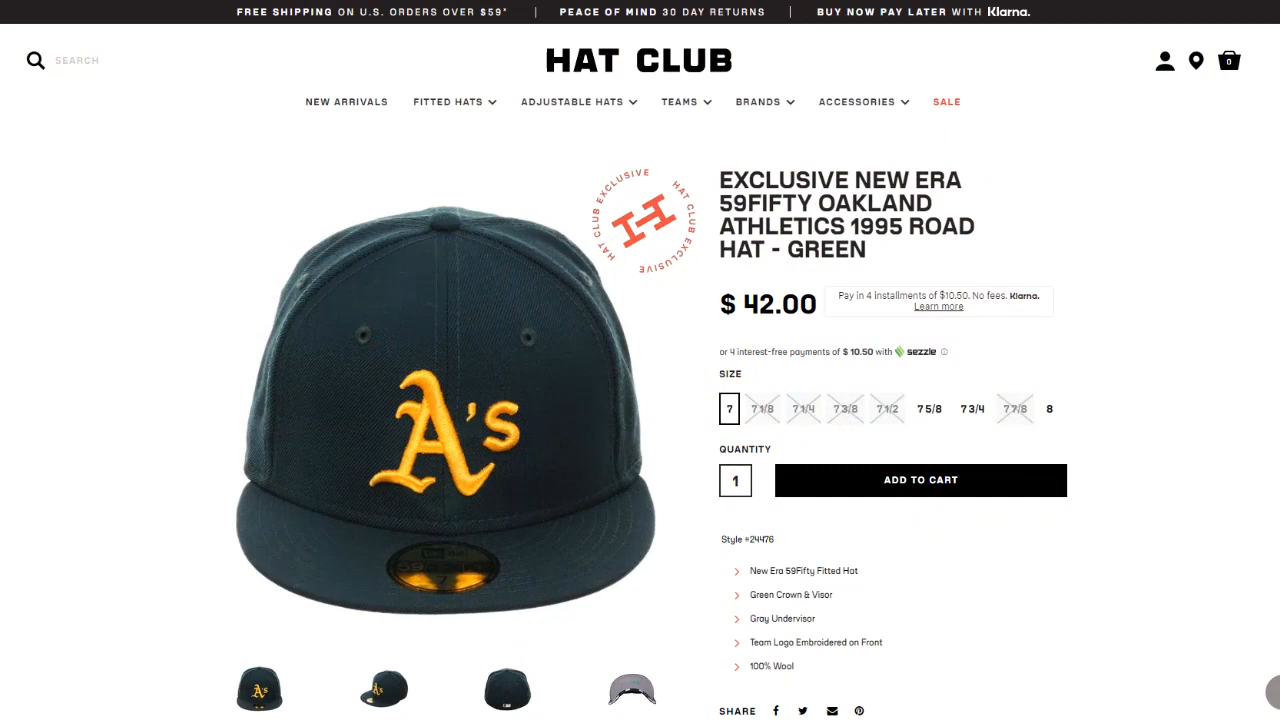 FREE SHIPPING ON U.S. ORDERS OVER $59* | PEACE OF MIND 30 DAY RETURNS | BUY NOW PAY LATER WITH Klarna.
SEARCH
HAT CLUB
0
NEW ARRIVALS FITTED HATS ADJUSTABLE HATS TEAMS BRANDS ACCESSORIES SALE
HAT CLUB EXCLUSIVE HAT CLUB EXCLUSIVE
H
EXCLUSIVE NEW ERA
59FIFTY OAKLAND
ATHLETICS 1995 ROAD
HAT - GREEN
$ 42.00
Pay in 4 installments of $10.50. No fees. Klarna.
Learn more
or 4 interest-free payments of $ 10.50 with sezzle
SIZE
7 7 1/8 7 1/4 7 3/8 7 1/2 7 5/8 7 3/4 7 7/8 8
A's
QUANTITY
1 ADD TO CART
Style #24476
New Era 59Fifty Fitted Hat
Green Crown & Visor
Gray Undervisor
Team Logo Embroidered on Front
100% Wool
A's
A's
SHARE